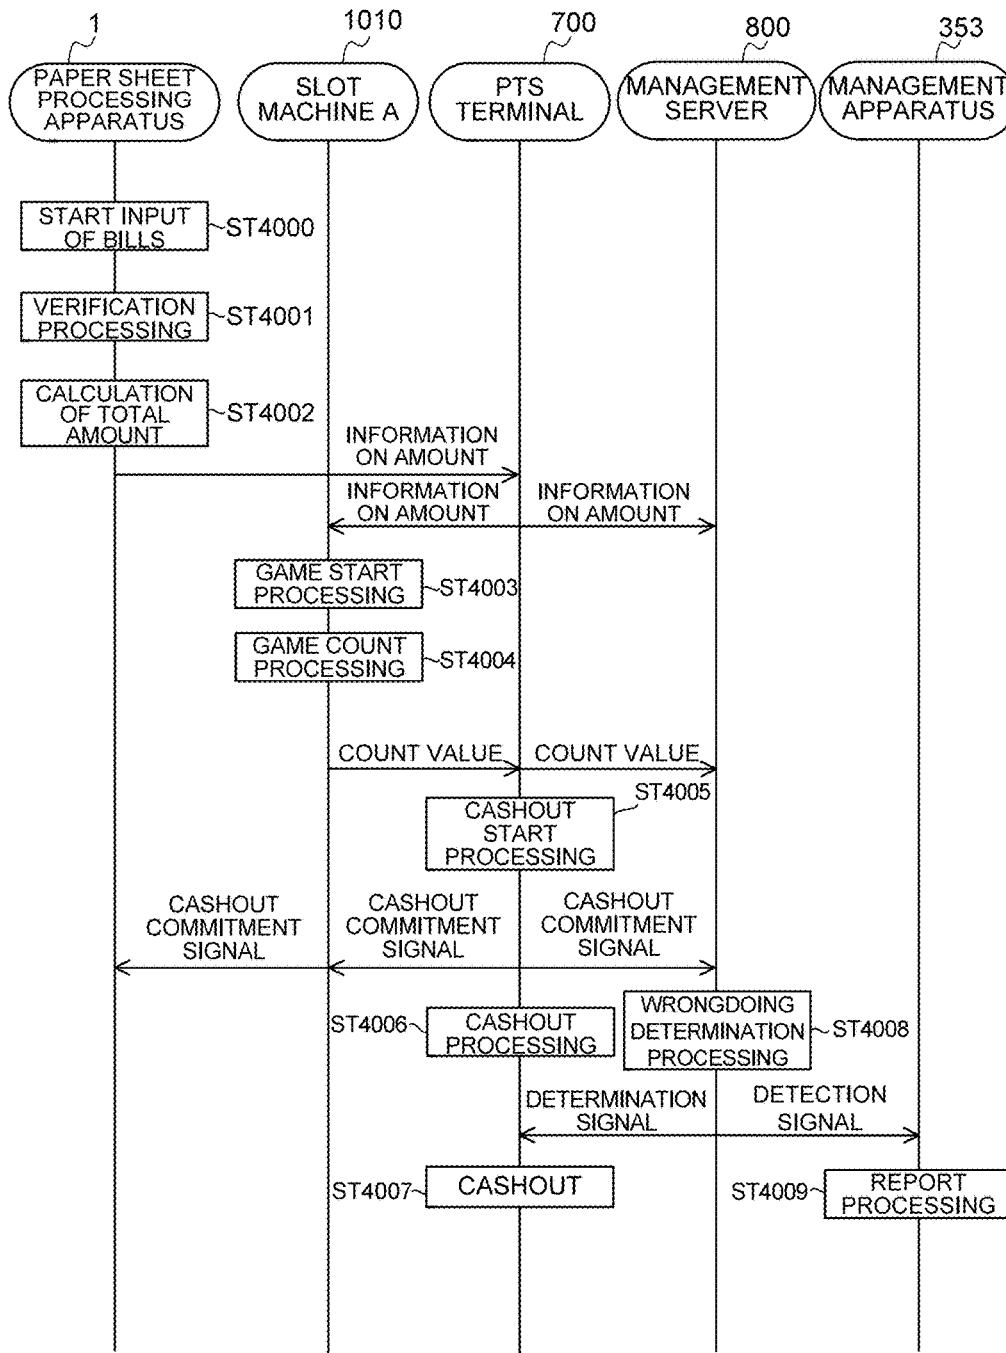 1
1010
700
800
353
PAPER SHEET
PROCESSING
APPARATUS
SLOT
MACHINE A
PTS
TERMINAL
MANAGEMENT
SERVER
MANAGEMENT
APPARATUS
START INPUT
OF BILLS
ST4000
VERIFICATION
PROCESSING
ST4001
CALCULATION
OF TOTAL
AMOUNT
ST4002
INFORMATION
ON AMOUNT
INFORMATION
ON AMOUNT
INFORMATION
ON AMOUNT
GAME START
PROCESSING
ST4003
GAME COUNT
PROCESSING
ST4004
COUNT VALUE
COUNT VALUE
ST4005
CASHOUT
START
PROCESSING
CASHOUT
COMMITMENT
SIGNAL
CASHOUT
COMMITMENT
SIGNAL
CASHOUT
COMMITMENT
SIGNAL
ST4006
CASHOUT
PROCESSING
WRONGDOING
DETERMINATION
PROCESSING
ST4008
DETERMINATION
SIGNAL
DETECTION
SIGNAL
ST4007
CASHOUT
ST4009
REPORT
PROCESSING